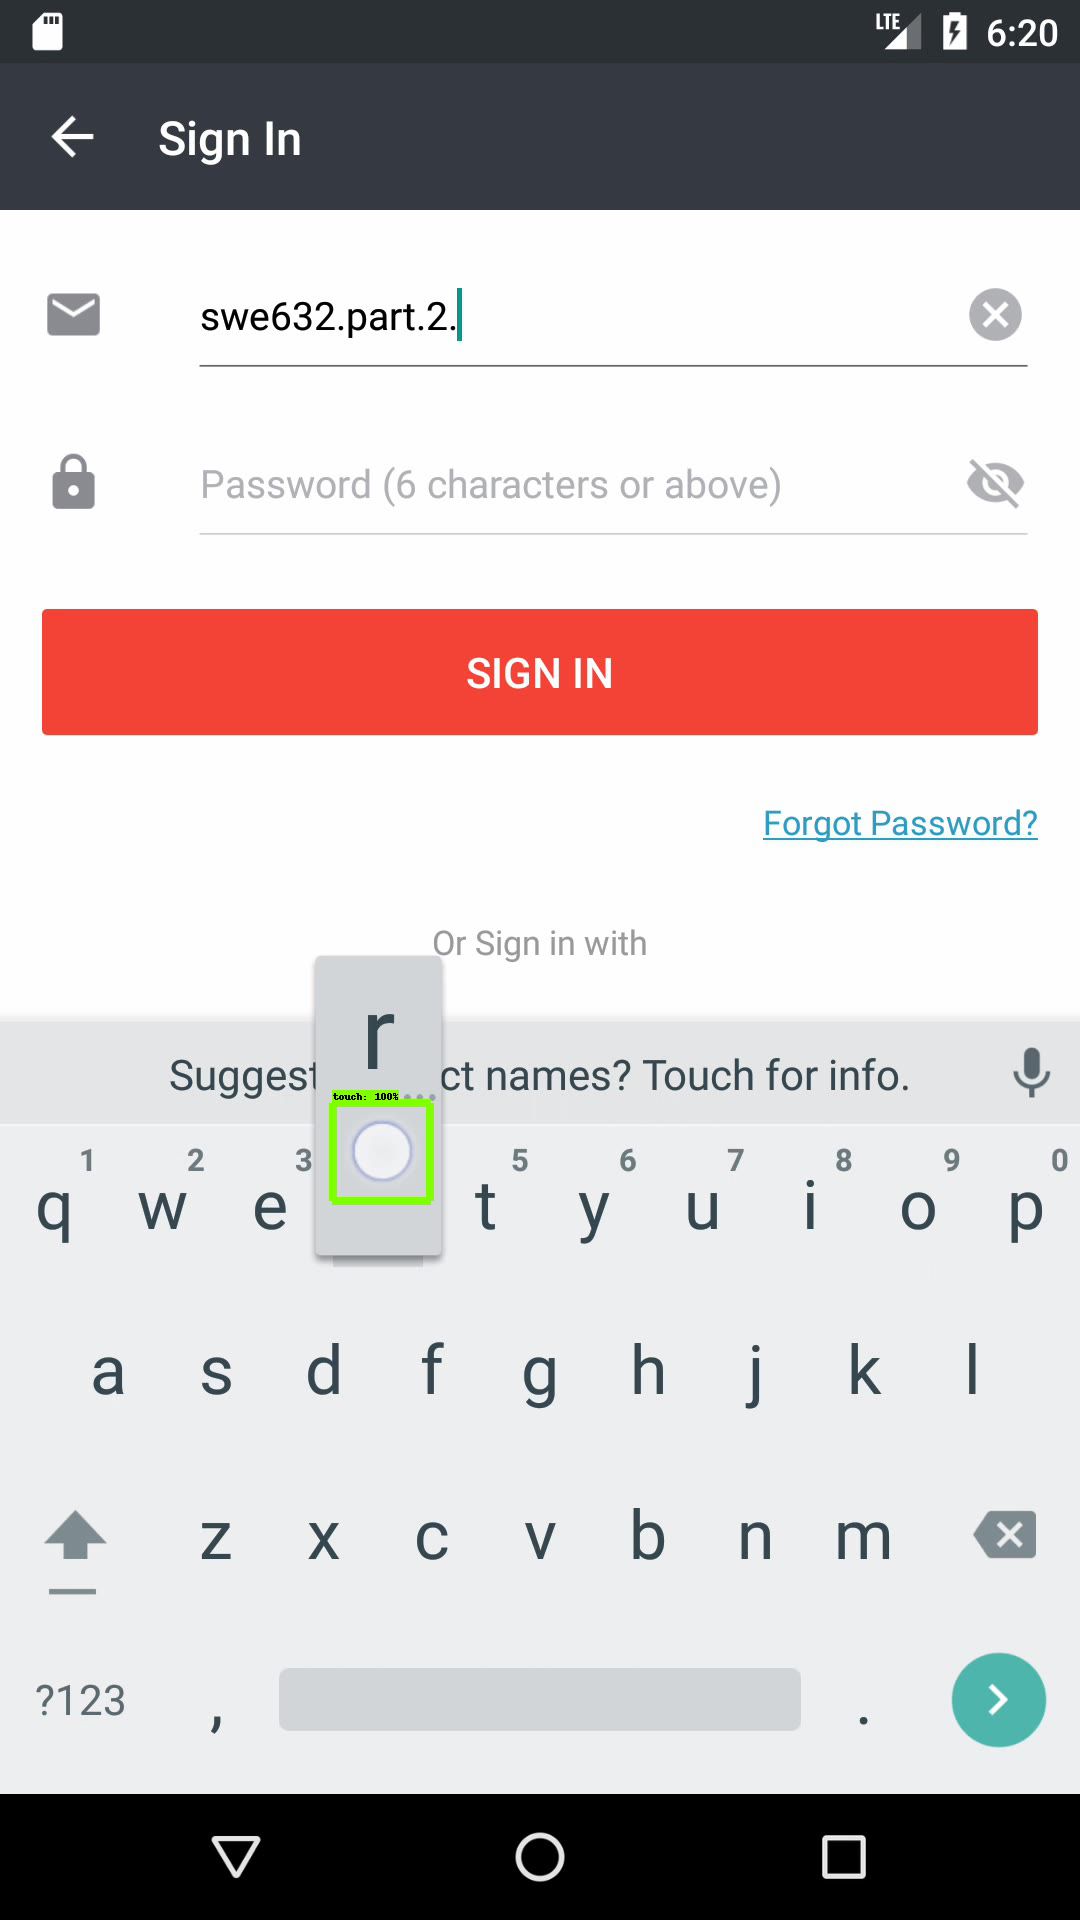 LTE 6:20
Sign In
swe632.part.2.
Password (6 characters or above)
SIGN IN
Forgot Password?
Or Sign in with
r
Suggest ct names? Touch for info.
touch: 100%
1 2 3 5 6 7 8 9 0
q w e t y u i o p
a s d f g h j k l
z x c v b n m
?123 , .